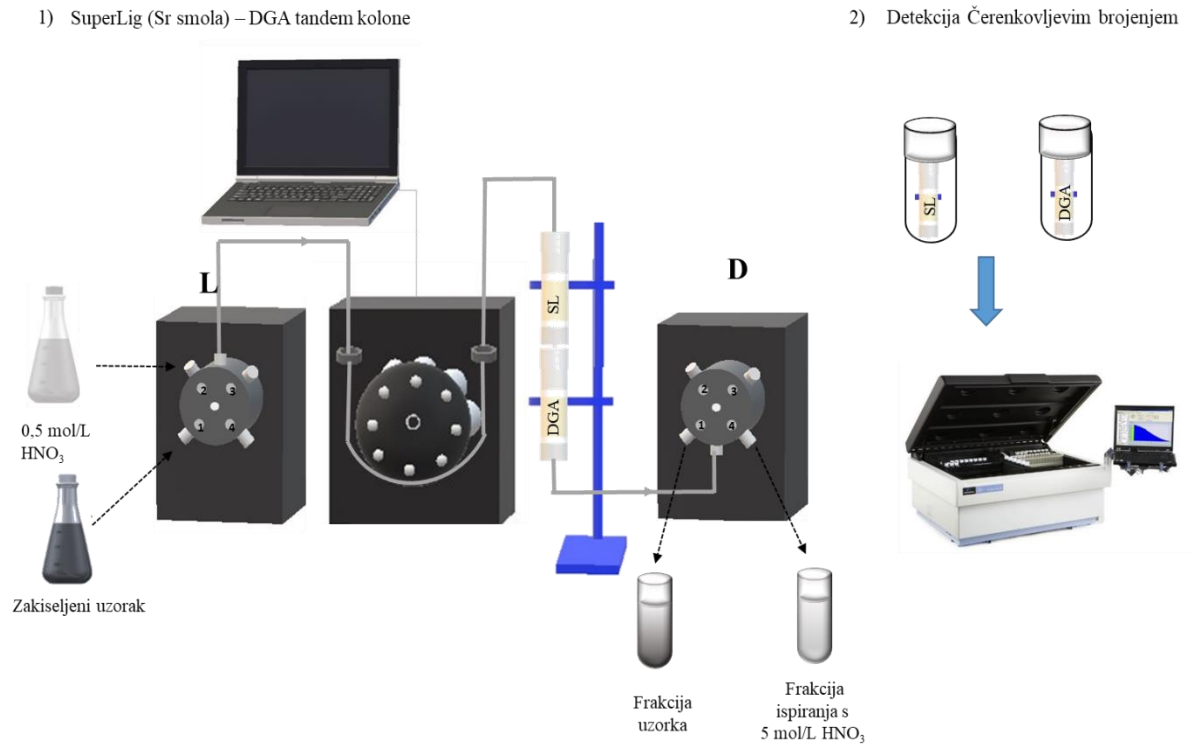 1) SuperLig (Sr smola) – DGA tandem kolone
2) Detekcija Čerenkovljevim brojenjem
L
D
SL
DGA
SL
DGA
2 3
1 4
2 3
1 4
0,5 mol/L
HNO₃
Zakiseljeni uzorak
Frakcija
uzorka
Frakcija
ispiranja s
5 mol/L HNO₃